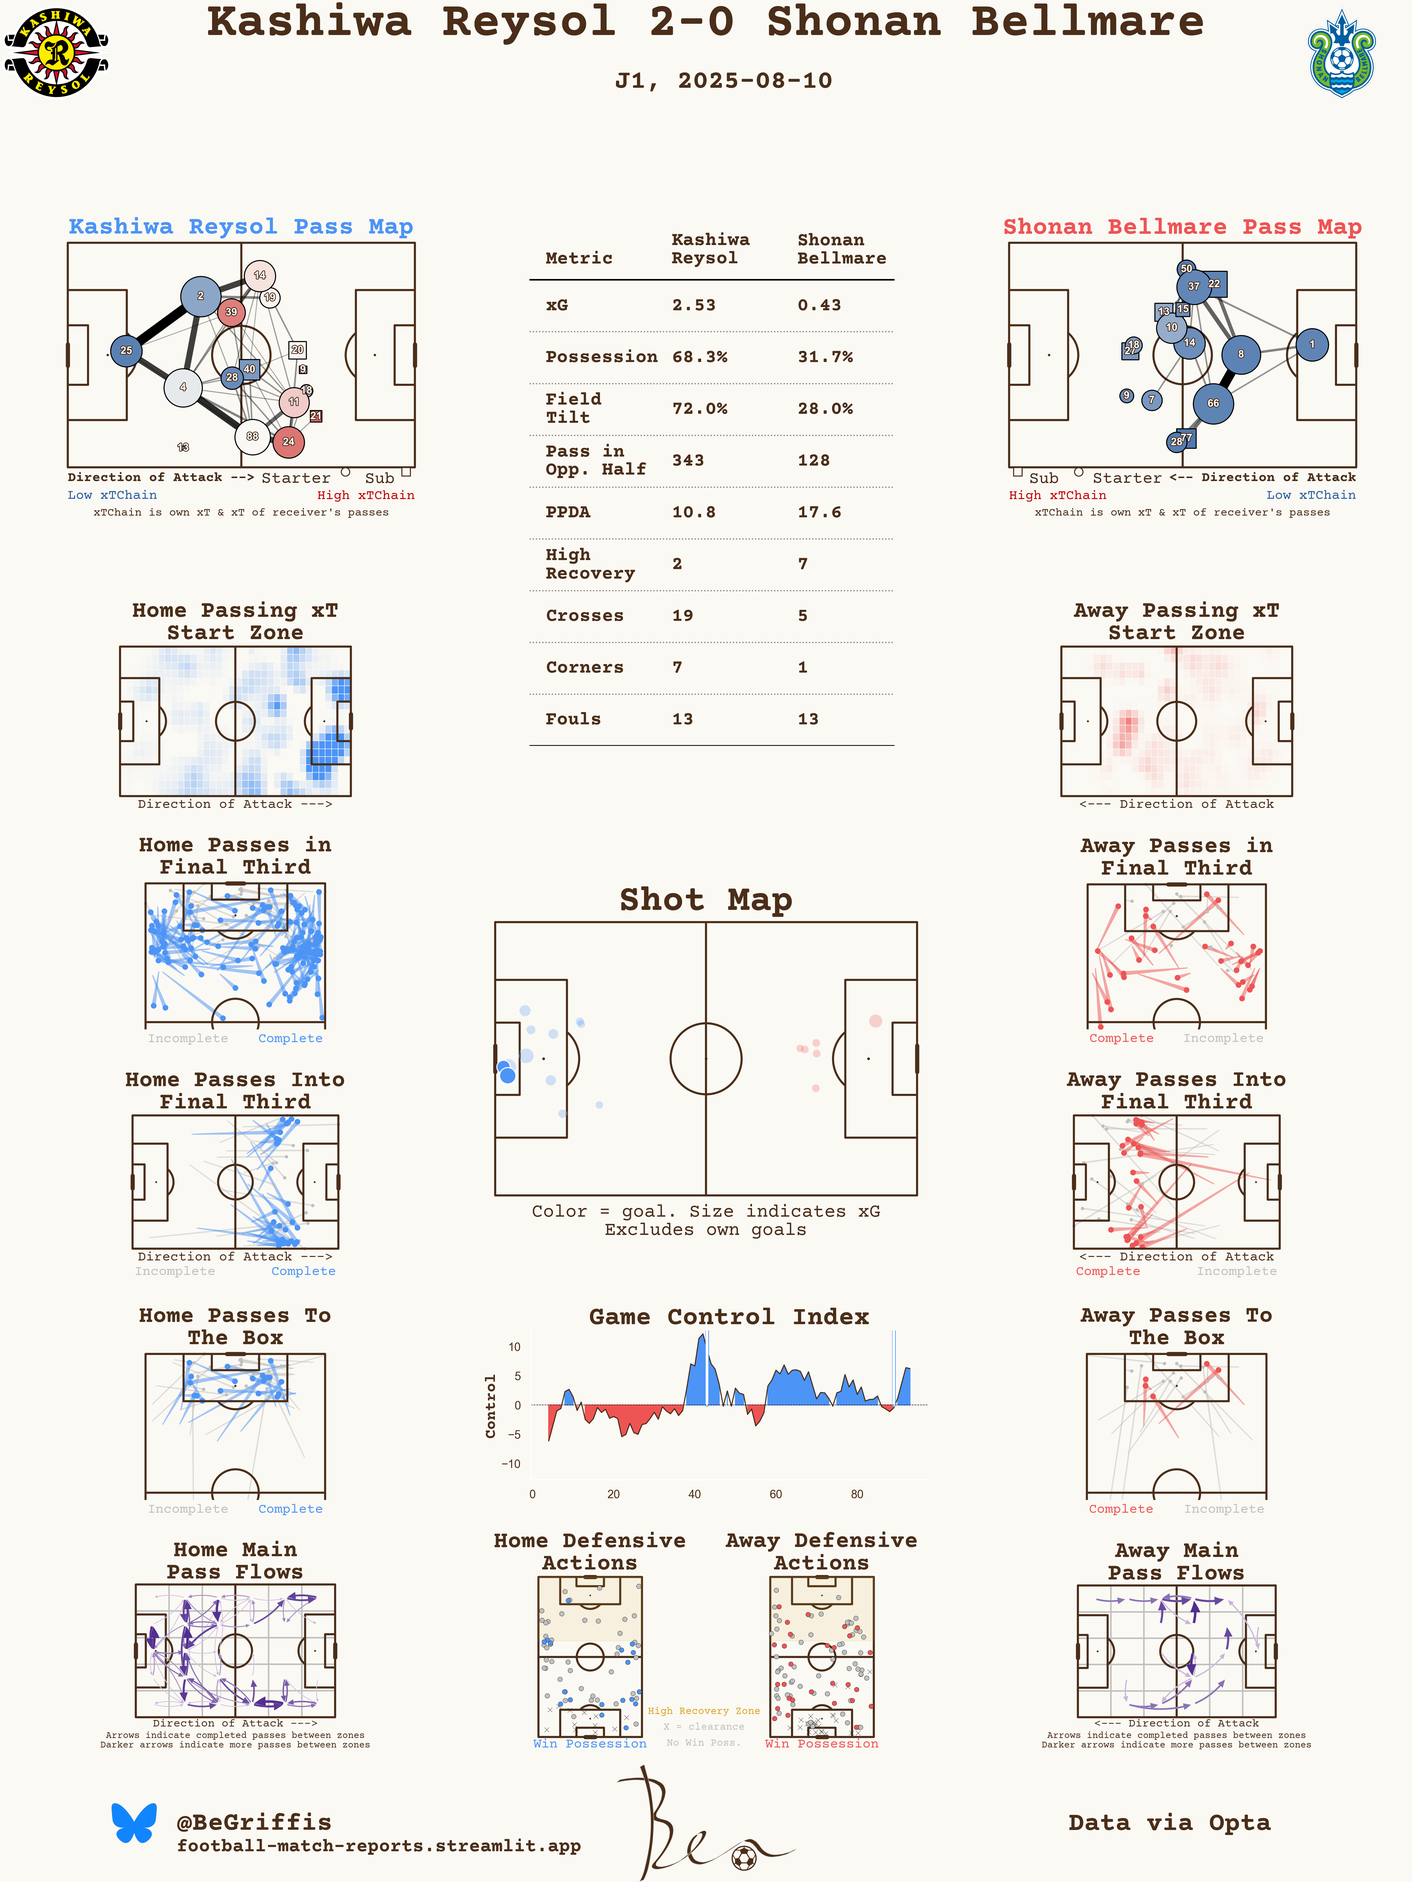 Kashiwa Reysol 2-0 Shonan Bellmare
J1, 2025-08-10
KASHIWA
R
REYSOL
SHONAN BELLMARE
Kashiwa Reysol Pass Map
2
14
19
39
25
20
9
40
28
4
18
11
21
88
24
13
Direction of Attack --> Starter Sub
Low xTChain High xTChain
xTChain is own xT & xT of receiver's passes
Metric Kashiwa Reysol Shonan Bellmare
xG 2.53 0.43
Possession 68.3% 31.7%
Field Tilt 72.0% 28.0%
Pass in Opp. Half 343 128
PPDA 10.8 17.6
High Recovery 2 7
Crosses 19 5
Corners 7 1
Fouls 13 13
Shonan Bellmare Pass Map
50
37
22
13
15
10
14
18
27
8
1
9
7
66
28
77
Sub Starter <-- Direction of Attack
High xTChain Low xTChain
xTChain is own xT & xT of receiver's passes
Home Passing xT
Start Zone
Direction of Attack --->
Away Passing xT
Start Zone
<--- Direction of Attack
Home Passes in
Final Third
Incomplete Complete
Away Passes in
Final Third
Complete Incomplete
Shot Map
Color = goal. Size indicates xG
Excludes own goals
Home Passes Into
Final Third
Direction of Attack --->
Incomplete Complete
Away Passes Into
Final Third
<--- Direction of Attack
Complete Incomplete
Home Passes To
The Box
Incomplete Complete
Game Control Index
Control
10
5
0
−5
−10
0 20 40 60 80
Away Passes To
The Box
Complete Incomplete
Home Main
Pass Flows
Direction of Attack --->
Arrows indicate completed passes between zones
Darker arrows indicate more passes between zones
Home Defensive
Actions
Win Possession
High Recovery Zone
X = clearance
No Win Poss.
Away Defensive
Actions
Win Possession
Away Main
Pass Flows
<--- Direction of Attack
Arrows indicate completed passes between zones
Darker arrows indicate more passes between zones
@BeGriffis
football-match-reports.streamlit.app
Ben
Data via Opta